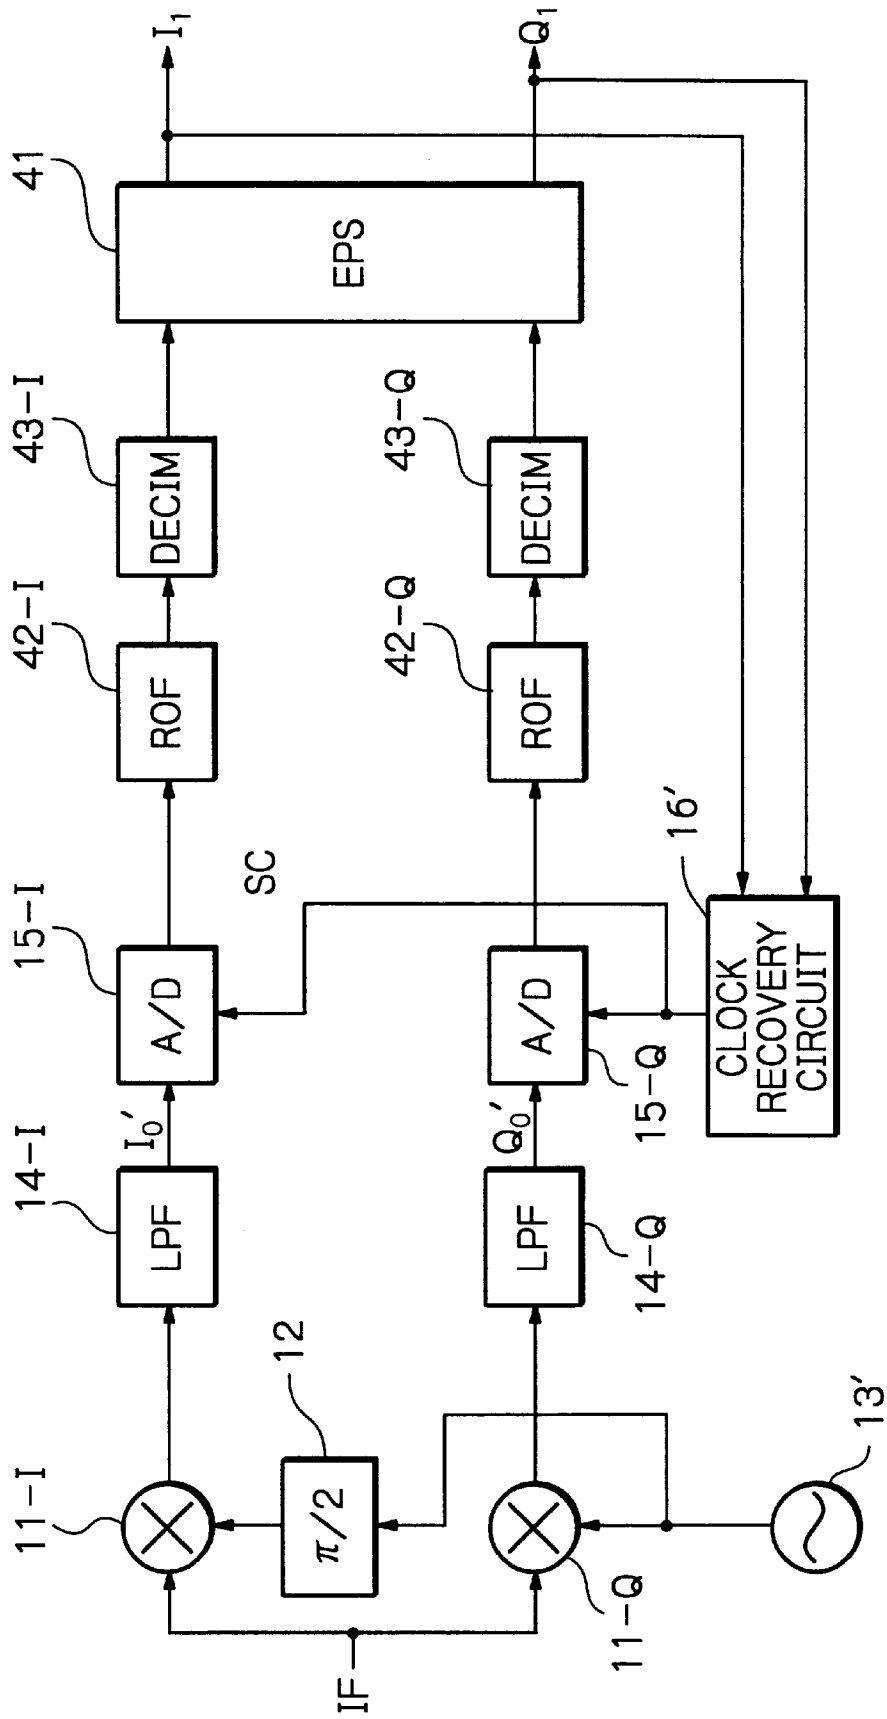 11-I
14-I
15-I
42-I
43-I
41
I₁
LPF
I₀′
A/D
ROF
DECIM
EPS
12
SC
π/2
IF
LPF
Q₀′
A/D
ROF
DECIM
42-Q
43-Q
Q₁
11-Q
14-Q
15-Q
16′
CLOCK
RECOVERY
CIRCUIT
13′